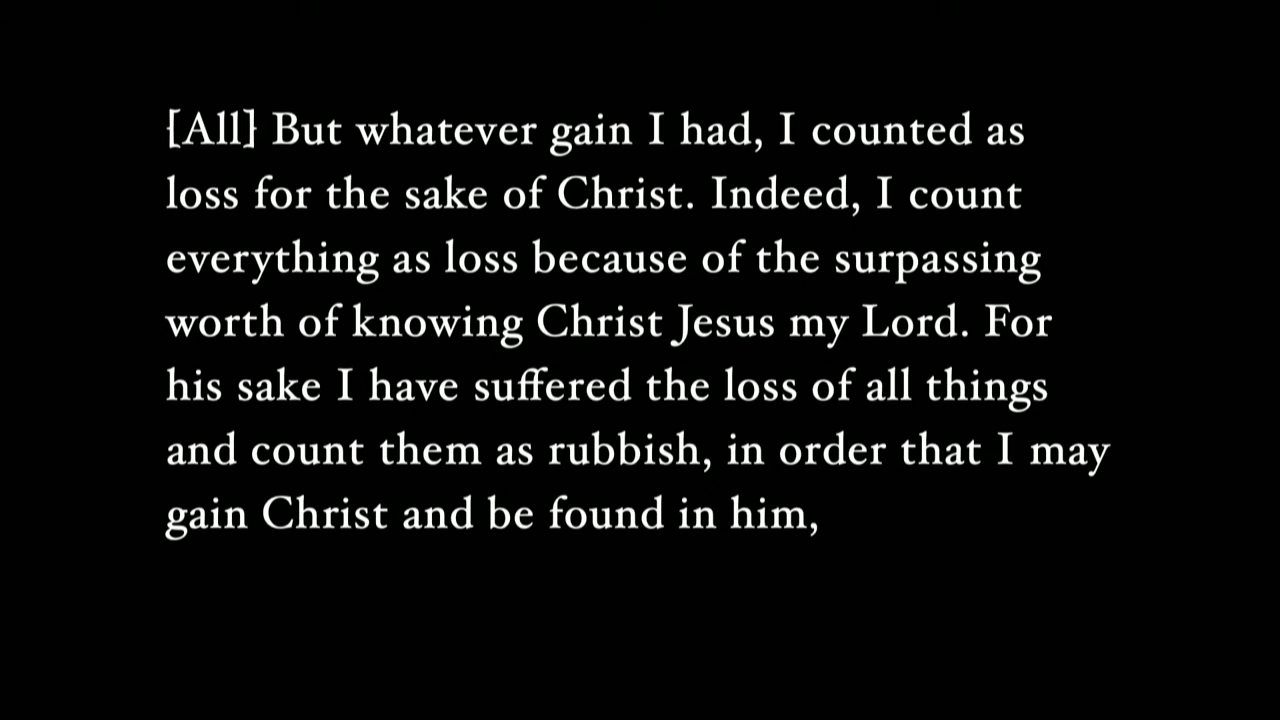 [All] But whatever gain I had, I counted as
loss for the sake of Christ. Indeed, I count
everything as loss because of the surpassing
worth of knowing Christ Jesus my Lord. For
his sake I have suffered the loss of all things
and count them as rubbish, in order that I may
gain Christ and be found in him,